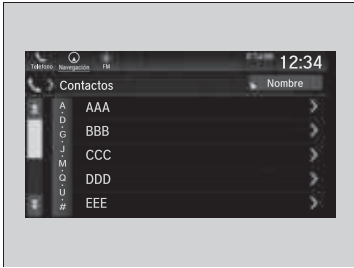 Teléfono Navegación FM
12:34
Contactos
Nombre
A AAA
D BBB
G
J CCC
M
Q DDD
U
# EEE